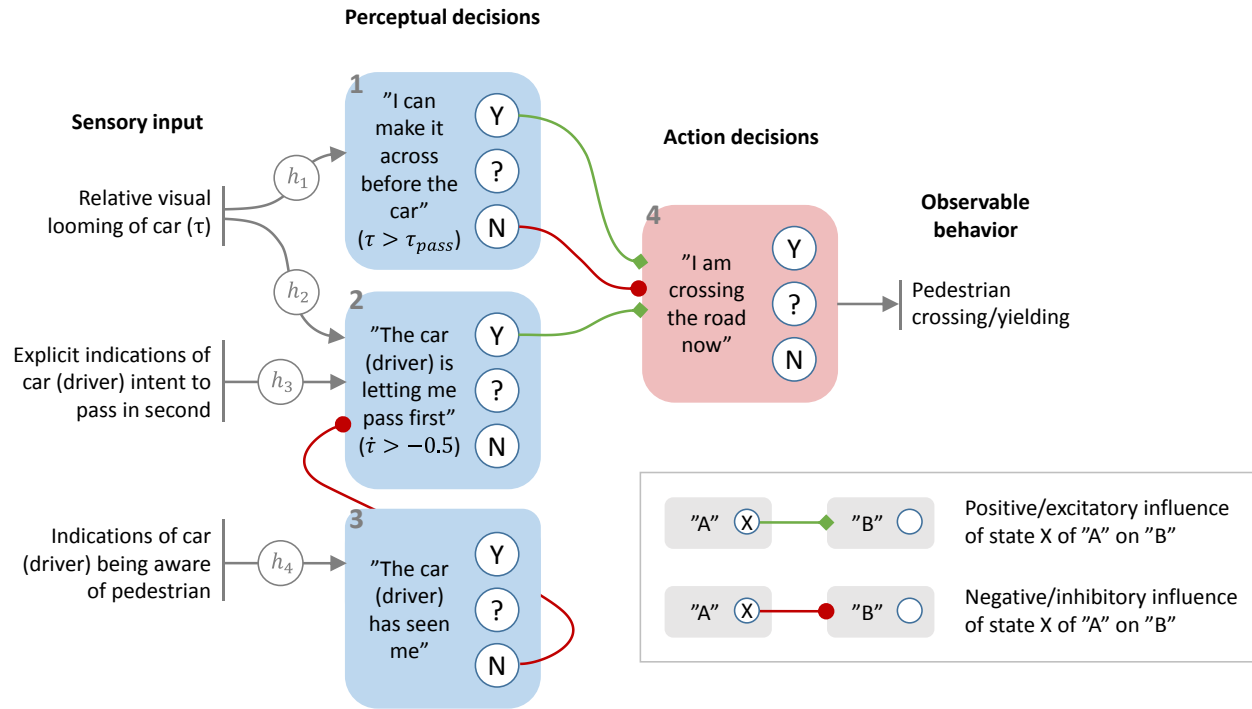 Perceptual decisions
Sensory input
Action decisions
Observable
behavior
Relative visual
looming of car (τ)
h₁
h₂
1
”I can
make it
across
before the
car”
(τ > τ_pass)
Y
?
N
Explicit indications of
car (driver) intent to
pass in second
h₃
2
”The car
(driver) is
letting me
pass first”
(τ̇ > −0.5)
Y
?
N
Indications of car
(driver) being aware
of pedestrian
h₄
3
”The car
(driver)
has seen
me”
Y
?
N
4
”I am
crossing
the road
now”
Y
?
N
Pedestrian
crossing/yielding
”A” X ”B”
Positive/excitatory influence
of state X of ”A” on ”B”
”A” X ”B”
Negative/inhibitory influence
of state X of ”A” on ”B”